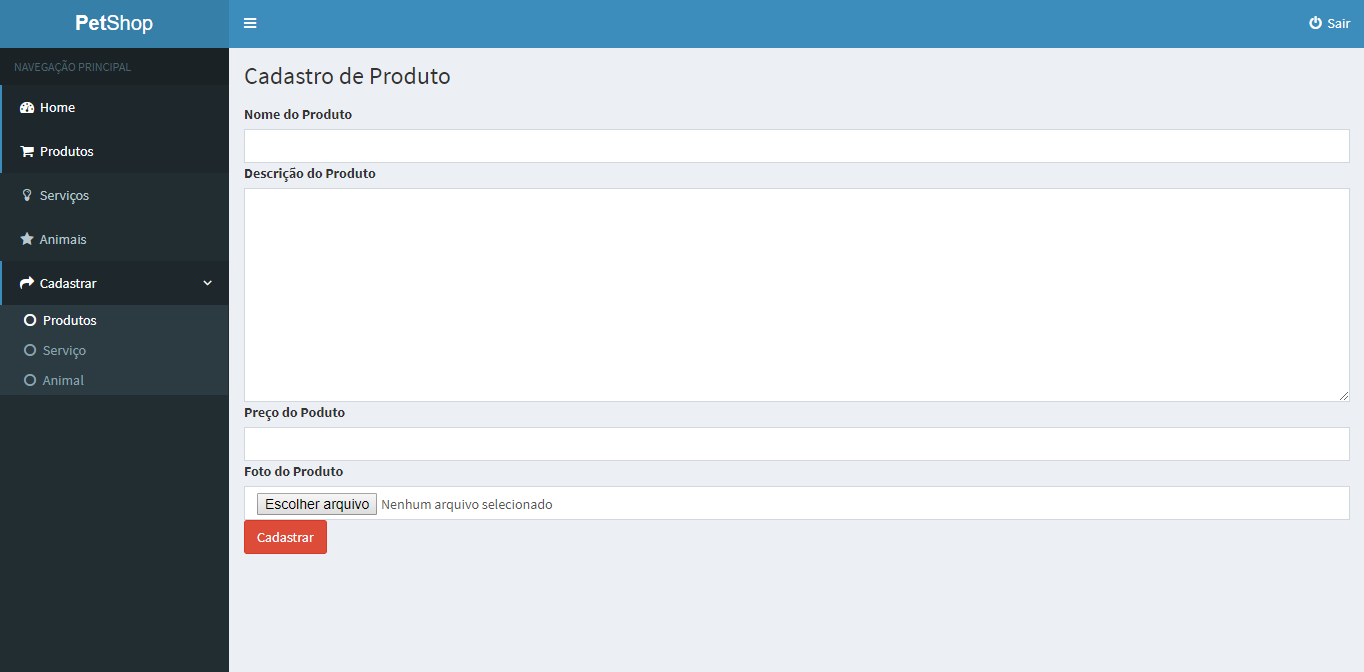 PetShop
Sair
NAVEGAÇÃO PRINCIPAL
Home
Produtos
Serviços
Animais
Cadastrar
Produtos
Serviço
Animal
Cadastro de Produto
Nome do Produto
Descrição do Produto
Preço do Poduto
Foto do Produto
Escolher arquivo Nenhum arquivo selecionado
Cadastrar